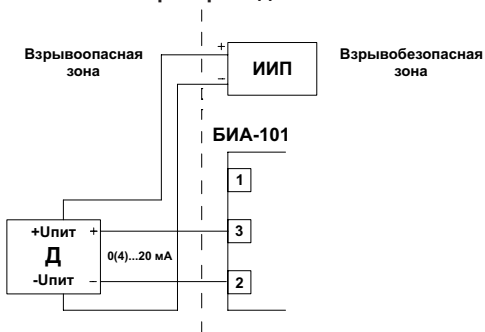 Взрывоопасная
зона
+
−
ИИП
Взрывобезопасная
зона
БИА-101
1
+Uпит +
3
Д
0(4)...20 мА
-Uпит −
2